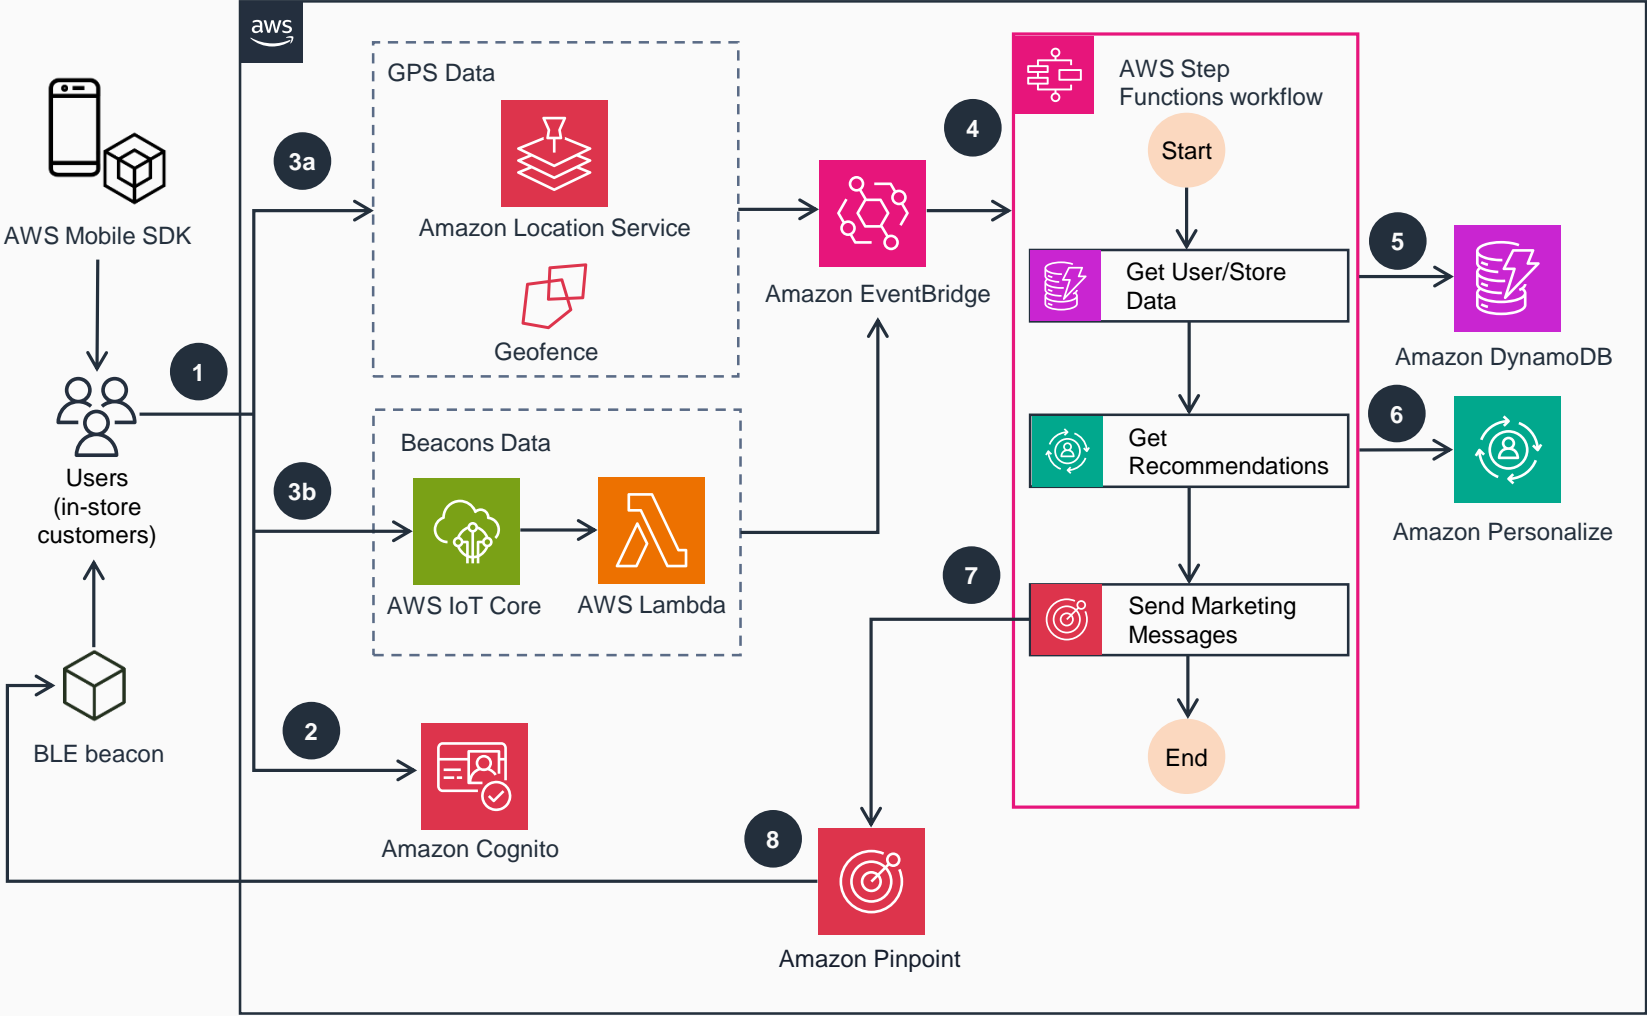 aws
GPS Data
3a
Amazon Location Service
Geofence
AWS Mobile SDK
1
Users
(in-store
customers)
BLE beacon
Beacons Data
3b
AWS IoT Core
AWS Lambda
2
Amazon Cognito
Amazon EventBridge
4
AWS Step
Functions workflow
Start
Get User/Store
Data
5
Amazon DynamoDB
Get
Recommendations
6
Amazon Personalize
7
Send Marketing
Messages
End
8
Amazon Pinpoint